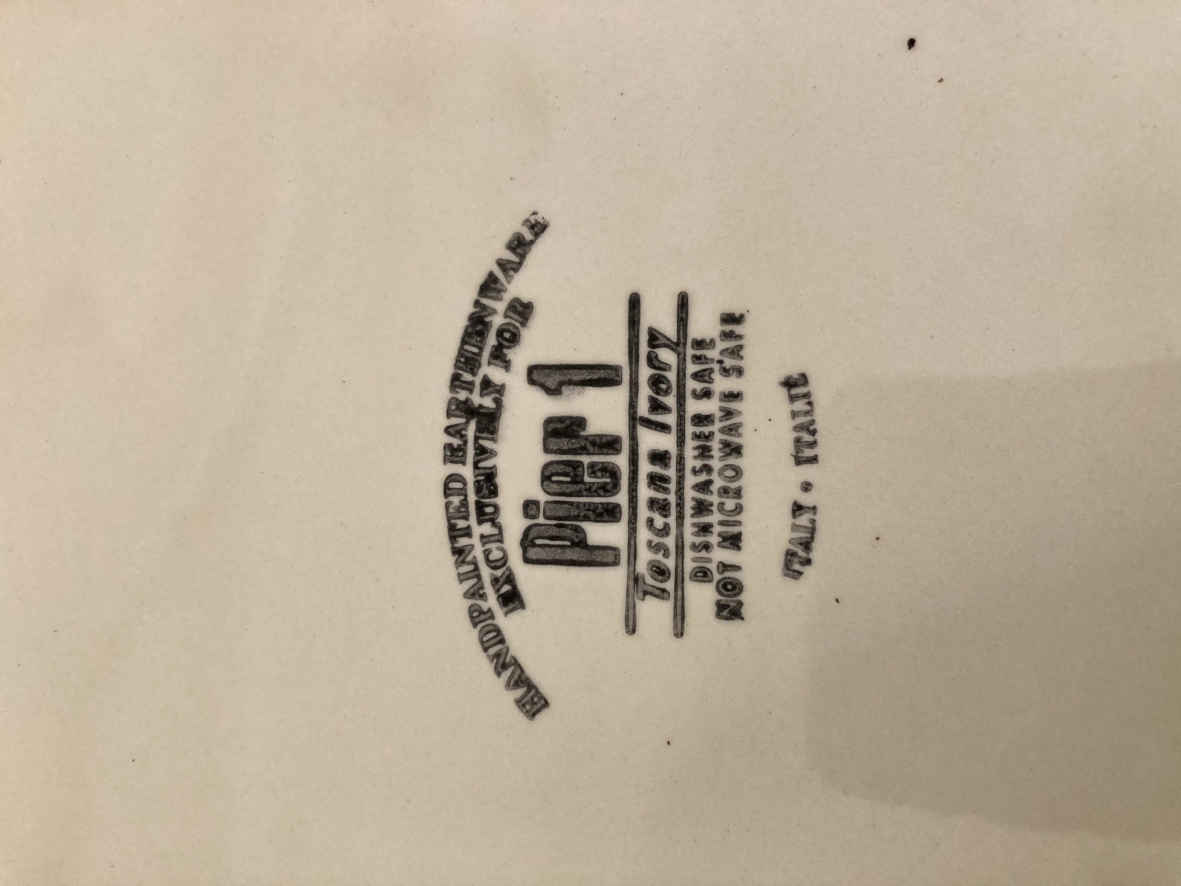 HANDPAINTED EARTHENWARE
EXCLUSIVELY FOR
Pier 1
Toscana Ivory
DISHWASHER SAFE
NOT MICROWAVE SAFE
ITALY • ITALIE